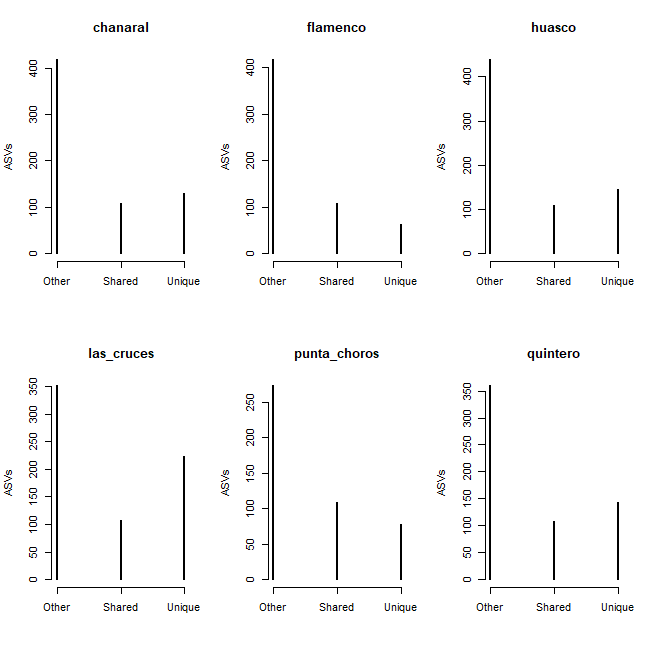 chanaral
ASVs
400
300
200
100
0
Other Shared Unique
flamenco
ASVs
400
300
200
100
0
Other Shared Unique
huasco
ASVs
400
300
200
100
0
Other Shared Unique
las_cruces
ASVs
350
300
250
200
150
100
50
0
Other Shared Unique
punta_choros
ASVs
250
200
150
100
50
0
Other Shared Unique
quintero
ASVs
350
300
250
200
150
100
50
0
Other Shared Unique